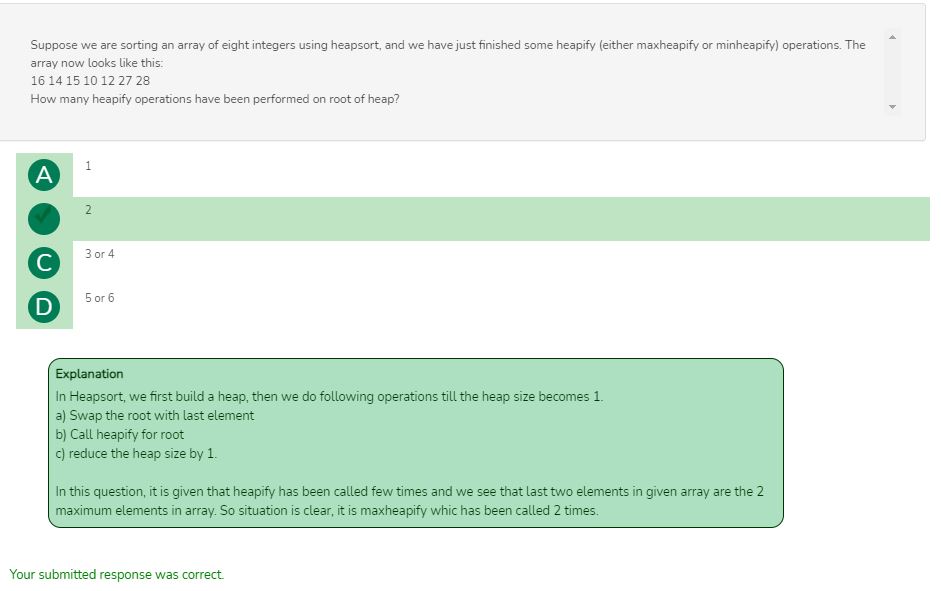 Suppose we are sorting an array of eight integers using heapsort, and we have just finished some heapify (either maxheapify or minheapify) operations. The
array now looks like this:
16 14 15 10 12 27 28
How many heapify operations have been performed on root of heap?
A 1
2
C 3 or 4
D 5 or 6
Explanation
In Heapsort, we first build a heap, then we do following operations till the heap size becomes 1.
a) Swap the root with last element
b) Call heapify for root
c) reduce the heap size by 1.
In this question, it is given that heapify has been called few times and we see that last two elements in given array are the 2
maximum elements in array. So situation is clear, it is maxheapify whic has been called 2 times.
Your submitted response was correct.